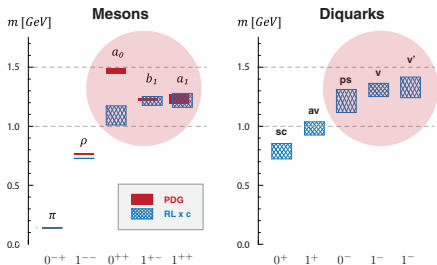 Mesons
m [GeV]
1.5
1.0
0.5
0.0
π
ρ
a₀
b₁
a₁
PDG
RL x c
0⁻⁺ 1⁻⁻ 0⁺⁺ 1⁺⁻ 1⁺⁺
Diquarks
m [GeV]
1.5
1.0
0.5
0.0
sc
av
ps
v
v'
0⁺ 1⁺ 0⁻ 1⁻ 1⁻